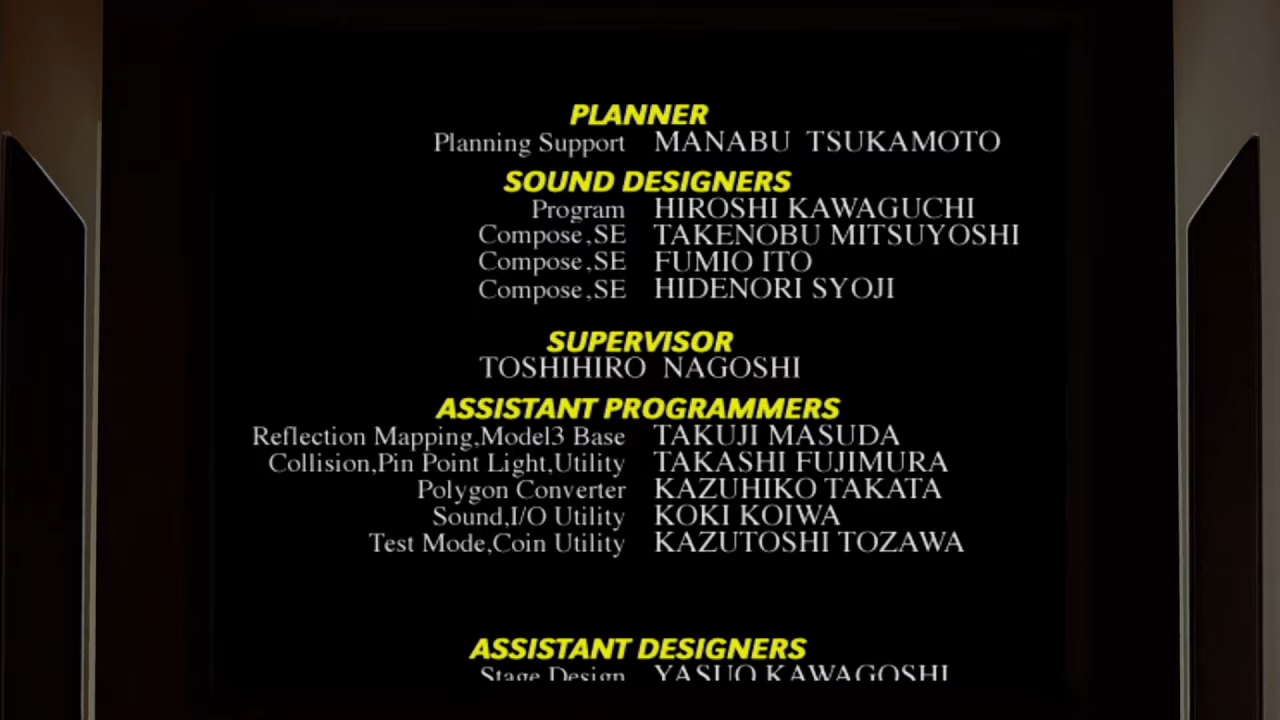 PLANNER
Planning Support MANABU TSUKAMOTO
SOUND DESIGNERS
Program HIROSHI KAWAGUCHI
Compose,SE TAKENOBU MITSUYOSHI
Compose,SE FUMIO ITO
Compose,SE HIDENORI SYOJI
SUPERVISOR
TOSHIHIRO NAGOSHI
ASSISTANT PROGRAMMERS
Reflection Mapping,Model3 Base TAKUJI MASUDA
Collision,Pin Point Light,Utility TAKASHI FUJIMURA
Polygon Converter KAZUHIKO TAKATA
Sound,I/O Utility KOKI KOIWA
Test Mode,Coin Utility KAZUTOSHI TOZAWA
ASSISTANT DESIGNERS
Stage Design YASUO KAWAGOSHI